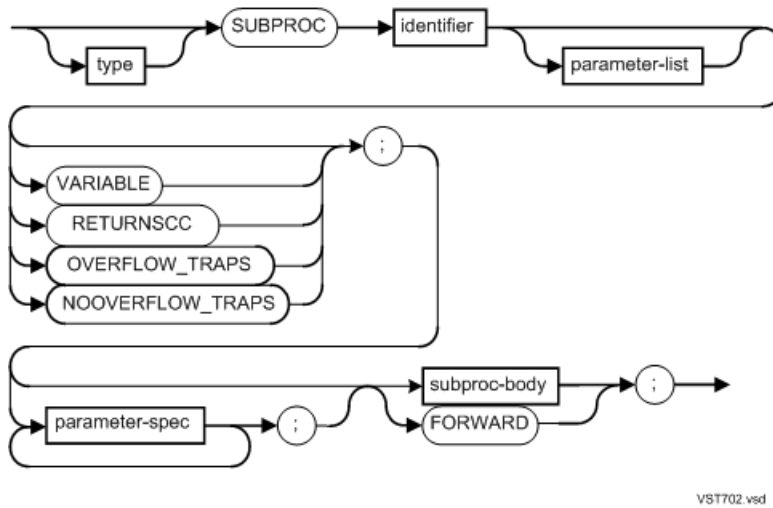 SUBPROC identifier
type parameter-list
;
VARIABLE
RETURNSCC
OVERFLOW_TRAPS
NOOVERFLOW_TRAPS
subproc-body ;
parameter-spec ; FORWARD
VST702.vsd